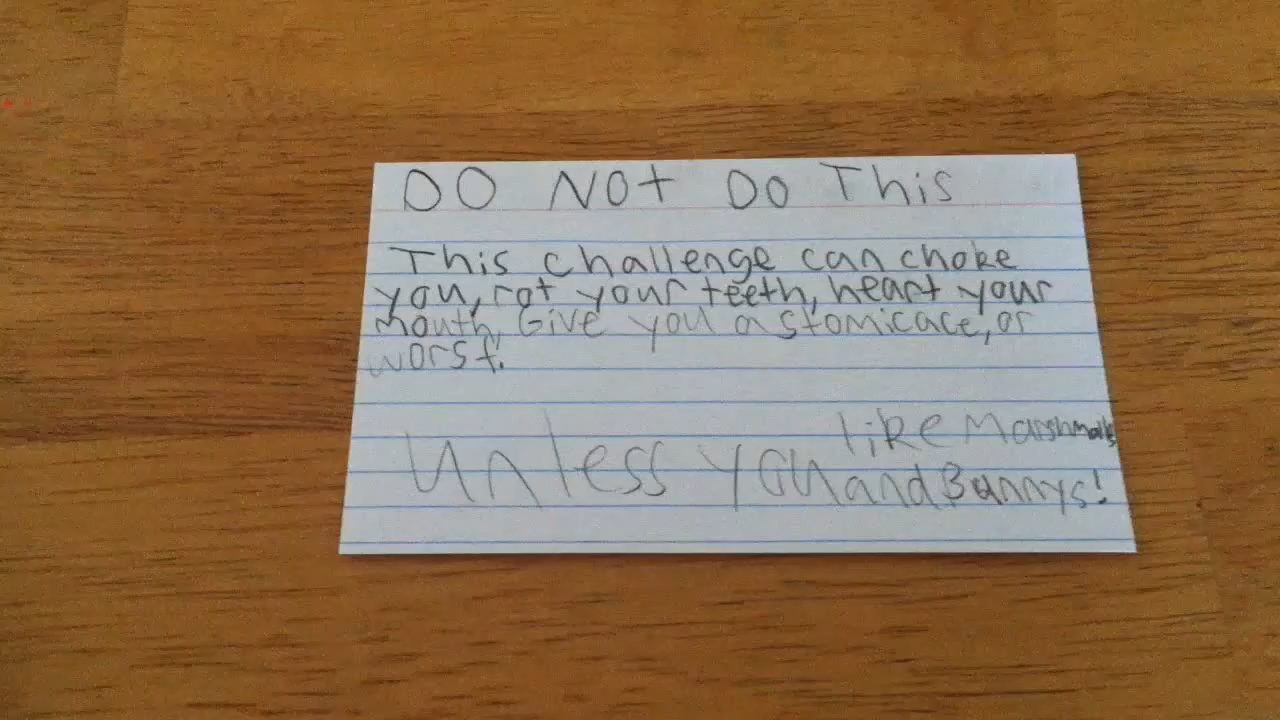 DO NOt Do This
This challenge can choke
you, rot your teeth, heart your
mouth, Give you a stomicace, or
worst.
Unless you like Marshmalls
and Bunnys!